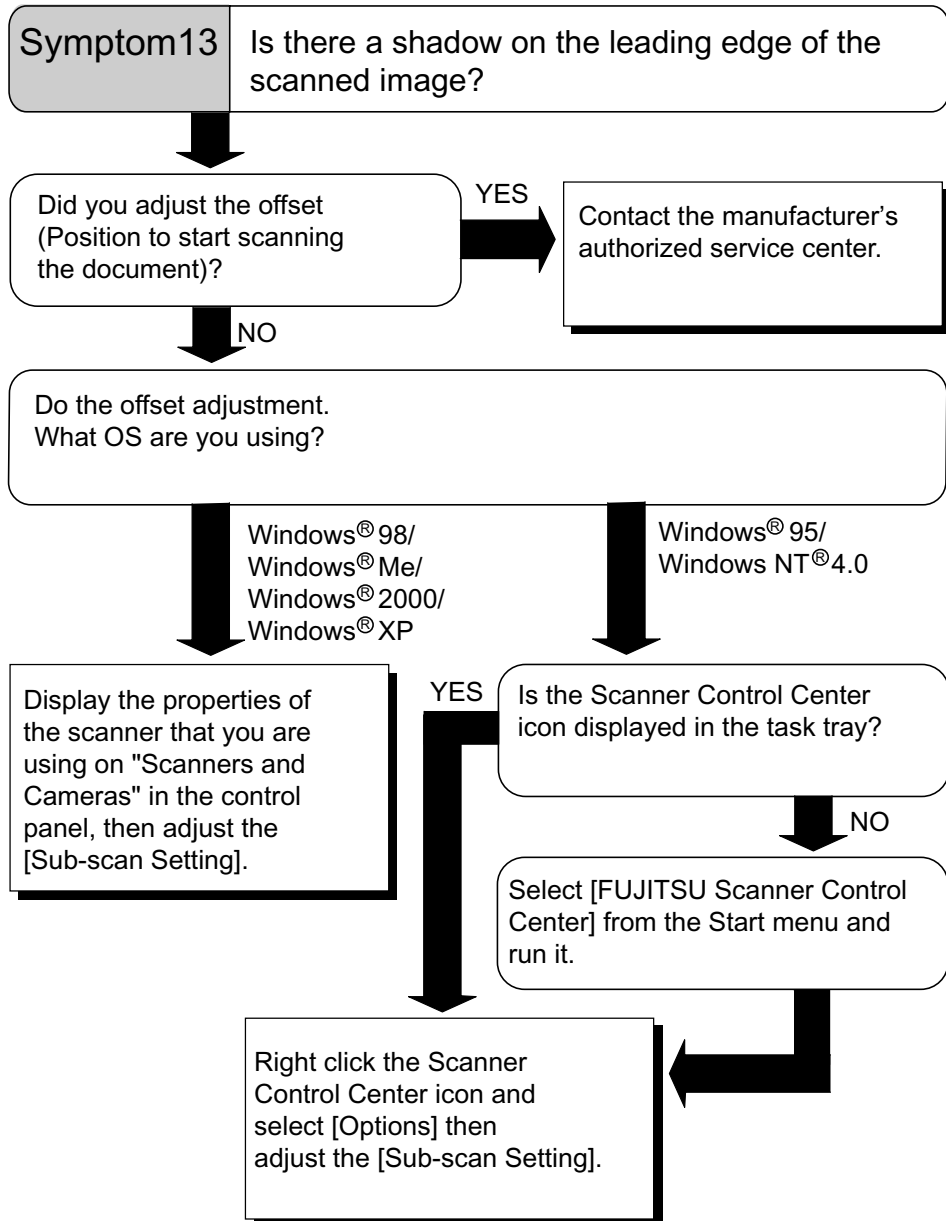 Symptom13
Is there a shadow on the leading edge of the
scanned image?
Did you adjust the offset
(Position to start scanning
the document)?
YES
Contact the manufacturer’s
authorized service center.
NO
Do the offset adjustment.
What OS are you using?
Windows® 98/
Windows® Me/
Windows® 2000/
Windows® XP
Windows® 95/
Windows NT® 4.0
Display the properties of
the scanner that you are
using on "Scanners and
Cameras" in the control
panel, then adjust the
[Sub-scan Setting].
YES
Is the Scanner Control Center
icon displayed in the task tray?
NO
Select [FUJITSU Scanner Control
Center] from the Start menu and
run it.
Right click the Scanner
Control Center icon and
select [Options] then
adjust the [Sub-scan Setting].